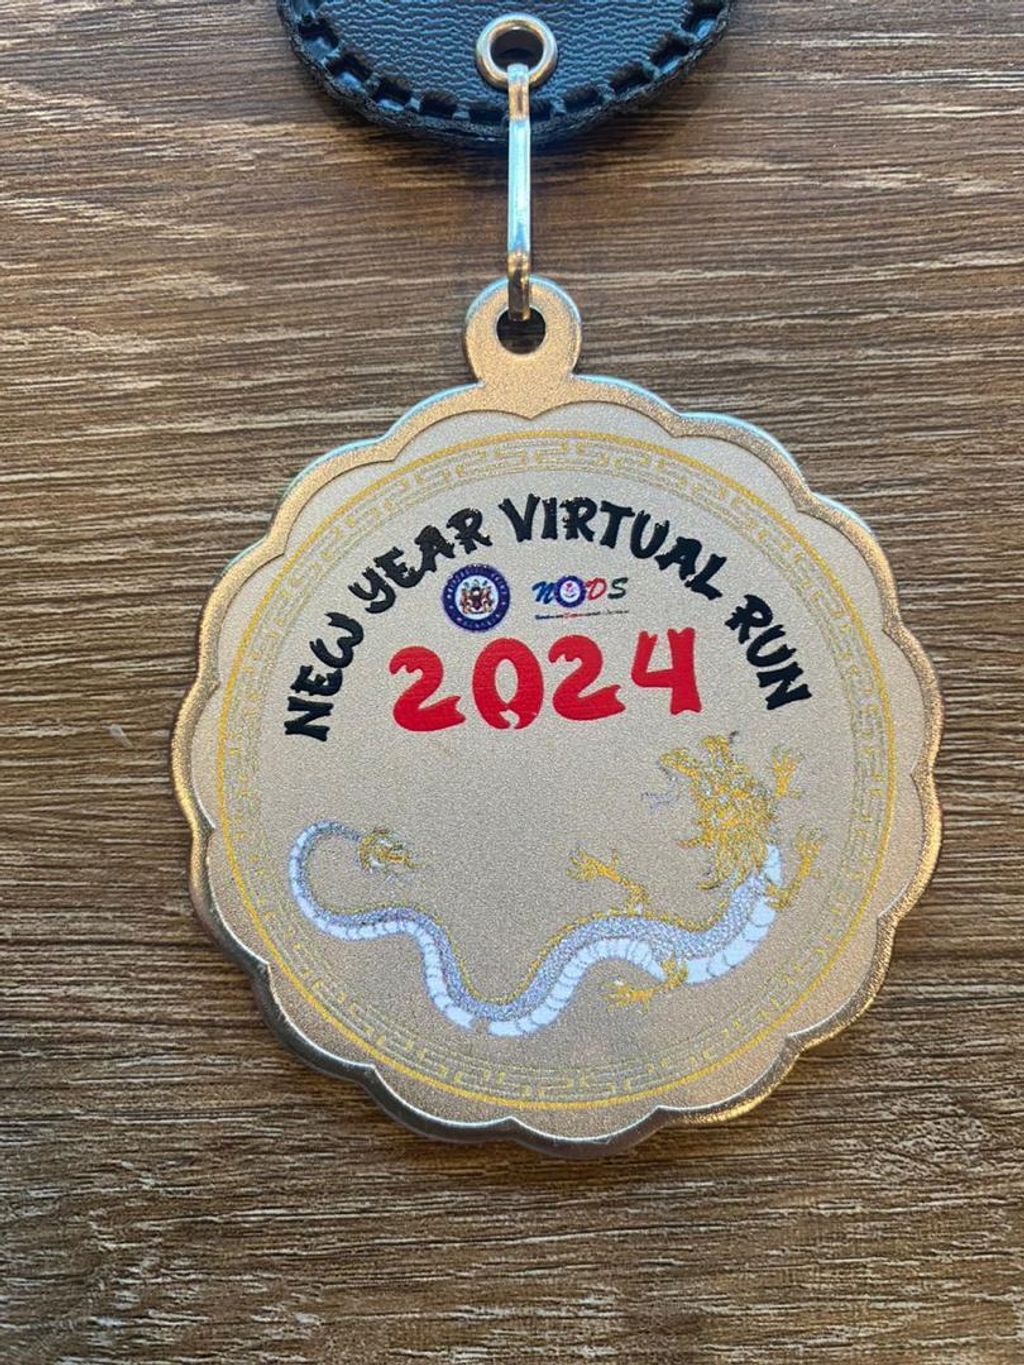 NEW YEAR VIRTUAL RUN
NODS
2024